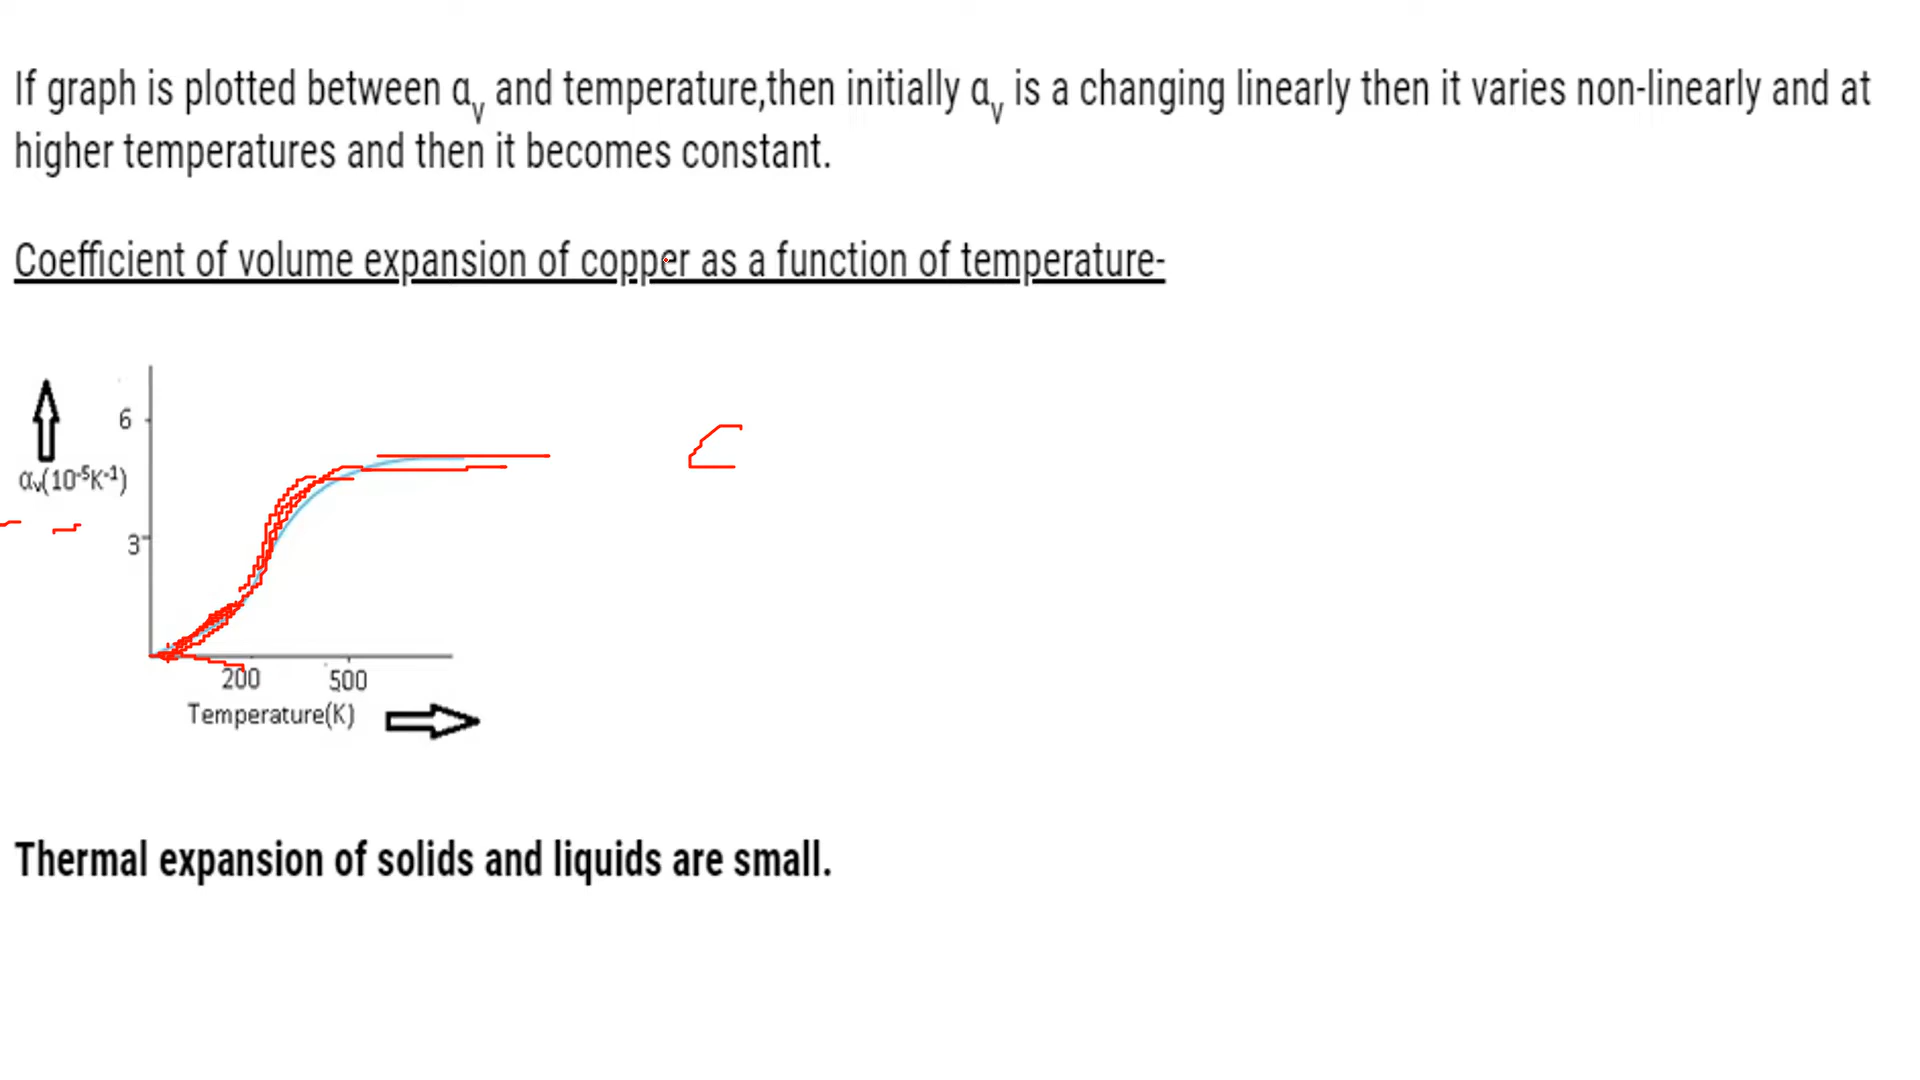 If graph is plotted between αᵥ and temperature,then initially αᵥ is a changing linearly then it varies non-linearly and at
higher temperatures and then it becomes constant.
Coefficient of volume expansion of copper as a function of temperature-
6
αᵥ(10⁻⁵K⁻¹)
3
200 500
Temperature(K)
Thermal expansion of solids and liquids are small.